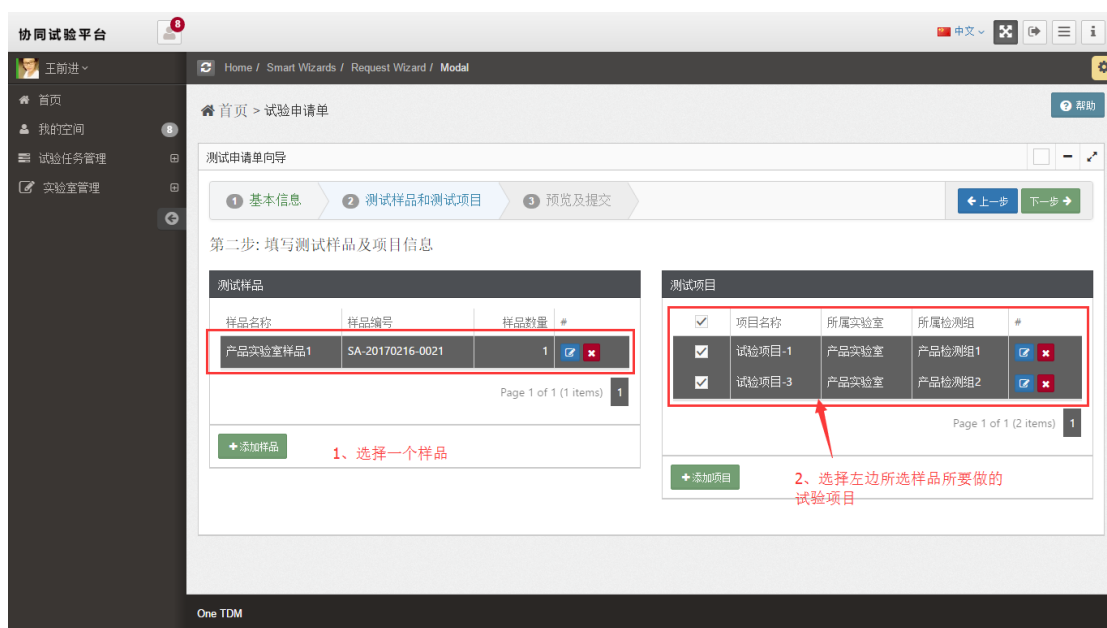 协同试验平台
8
中文
王前进
Home / Smart Wizards / Request Wizard / Modal
首页
我的空间
8
试验任务管理
实验室管理
首页 > 试验申请单
帮助
测试申请单向导
1 基本信息
2 测试样品和测试项目
3 预览及提交
上一步
下一步
第二步: 填写测试样品及项目信息
测试样品
样品名称 样品编号 样品数量 #
产品实验室样品1 SA-20170216-0021 1
Page 1 of 1 (1 items) 1
添加样品
1、选择一个样品
测试项目
项目名称 所属实验室 所属检测组 #
试验项目-1 产品实验室 产品检测组1
试验项目-3 产品实验室 产品检测组2
Page 1 of 1 (2 items) 1
添加项目
2、选择左边所选样品所要做的
试验项目
One TDM